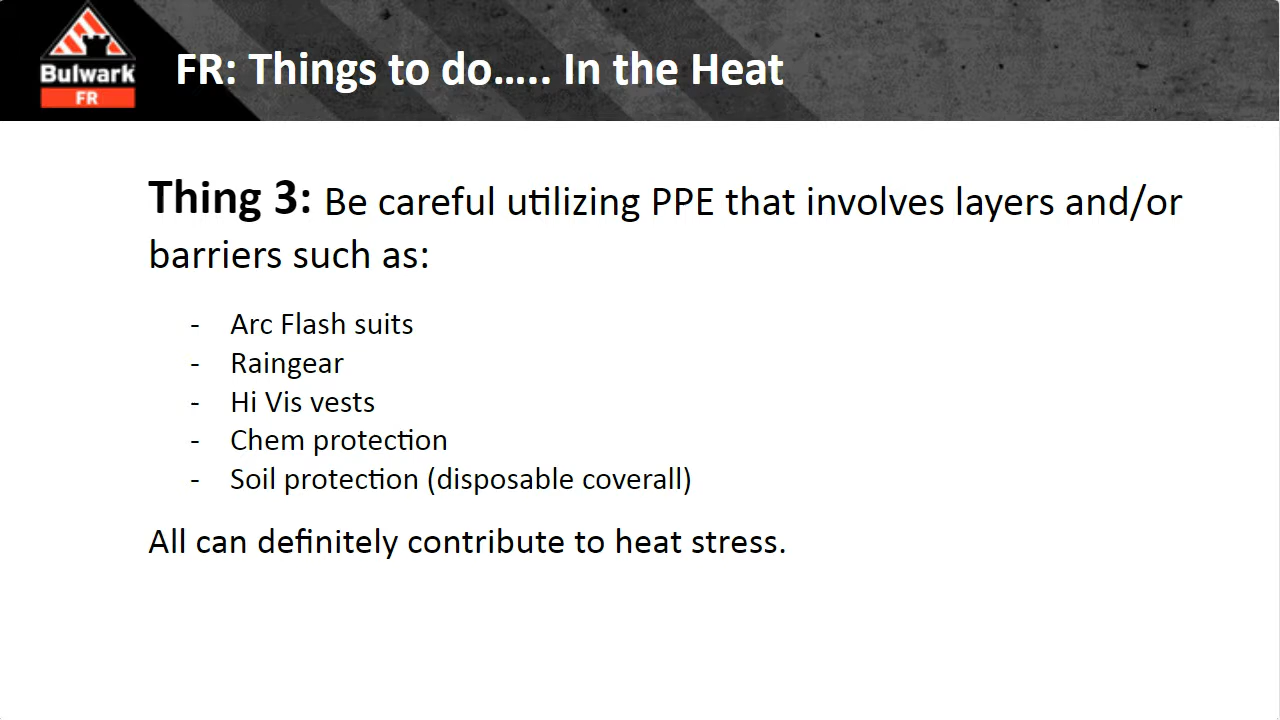 Bulwark
FR
FR: Things to do….. In the Heat
Thing 3: Be careful utilizing PPE that involves layers and/or
barriers such as:
- Arc Flash suits
- Raingear
- Hi Vis vests
- Chem protection
- Soil protection (disposable coverall)
All can definitely contribute to heat stress.